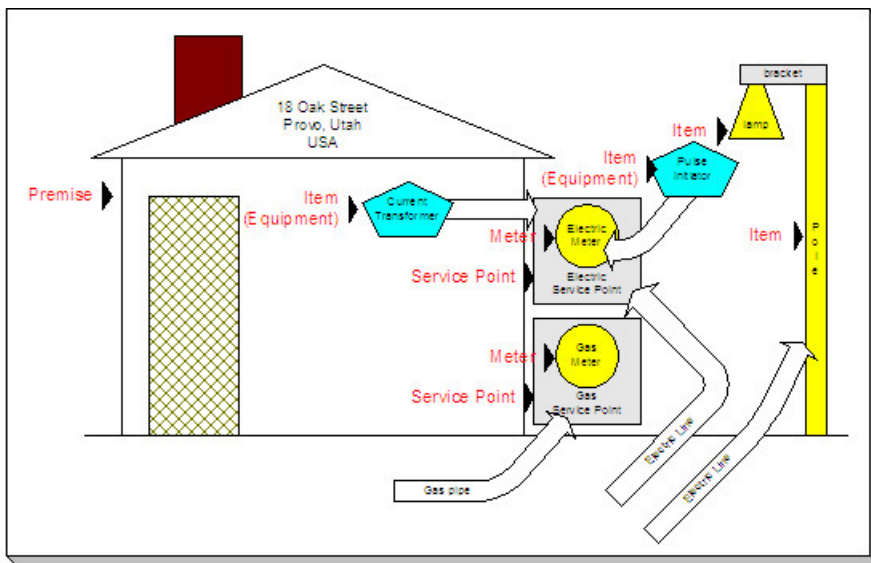 bracket
lamp
18 Oak Street
Provo, Utah
USA
Item
Pulse
Initiator
Item
(Equipment)
Premise
Item
(Equipment)
Current
Transformer
Electric
Meter
Meter
Item
Pole
Service Point
Electric
Service Point
Gas
Meter
Meter
Service Point
Gas
Service Point
Electric Line
Electric Line
Gas pipe